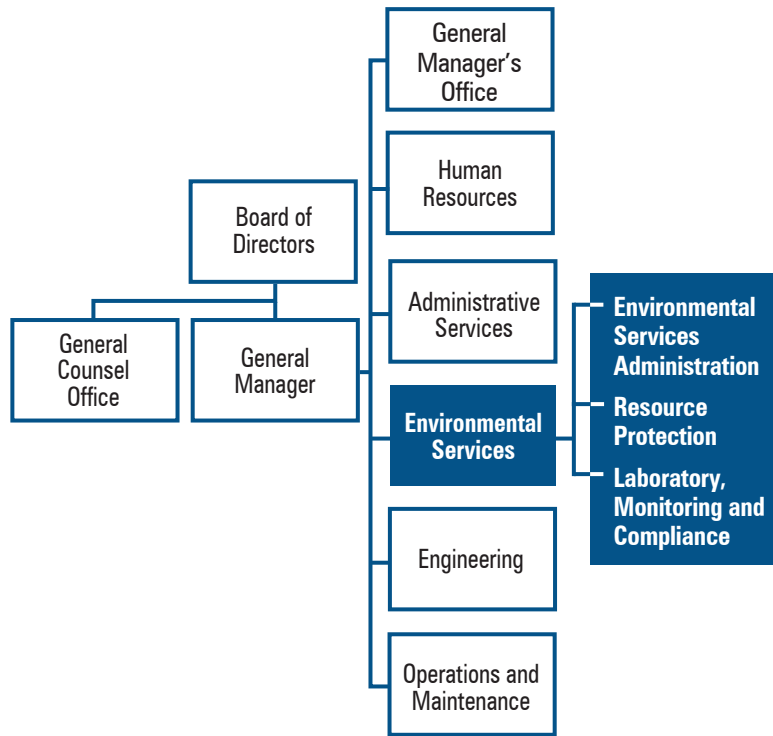 General
Manager's
Office
Human
Resources
Board of
Directors
Administrative
Services
General
Counsel
Office
General
Manager
Environmental
Services
Environmental
Services
Administration
Resource
Protection
Laboratory,
Monitoring and
Compliance
Engineering
Operations and
Maintenance